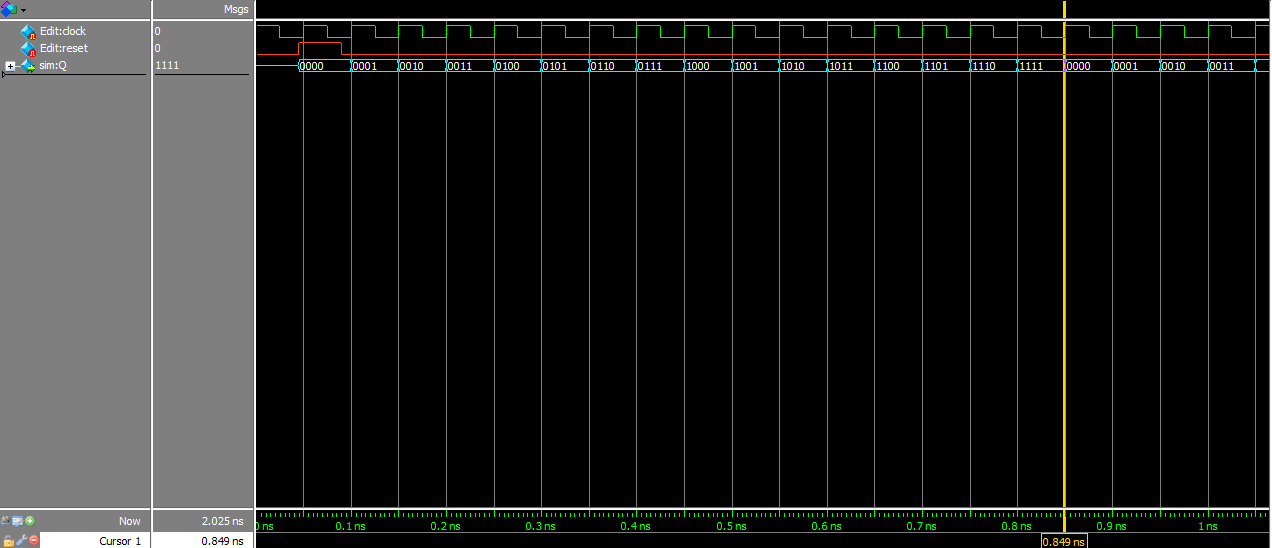 Msgs
Edit:clock 0
Edit:reset 0
sim:Q 1111
0000 0001 0010 0011 0100 0101 0110 0111 1000 1001 1010 1011 1100 1101 1110 1111 0000 0001 0010 0011
Now 2.025 ns
ns 0.1 ns 0.2 ns 0.3 ns 0.4 ns 0.5 ns 0.6 ns 0.7 ns 0.8 ns 0.9 ns 1 ns
Cursor 1 0.849 ns
0.849 ns